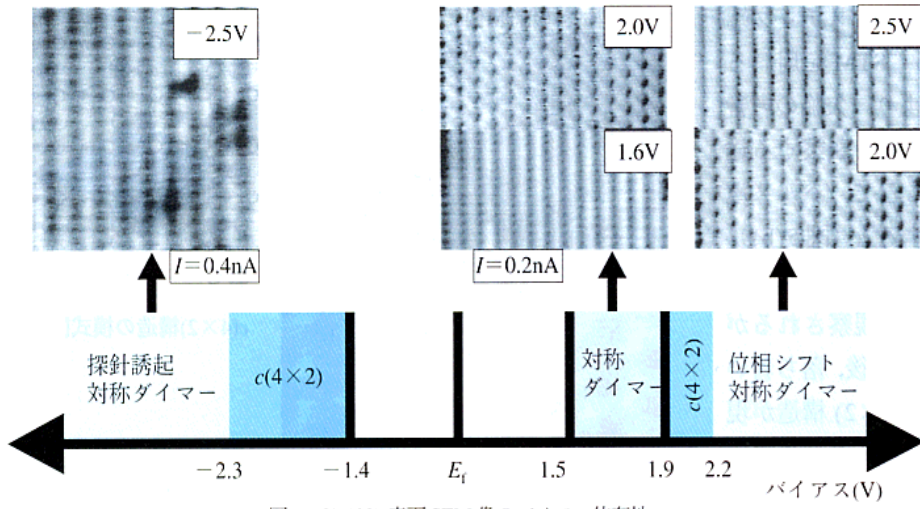 −2.5V
2.0V
2.5V
1.6V
2.0V
I=0.4nA
I=0.2nA
探針誘起
対称ダイマー
c(4×2)
対称
ダイマー
c(4×2)
位相シフト
対称ダイマー
−2.3
−1.4
E_f
1.5
1.9
2.2
バイアス(V)